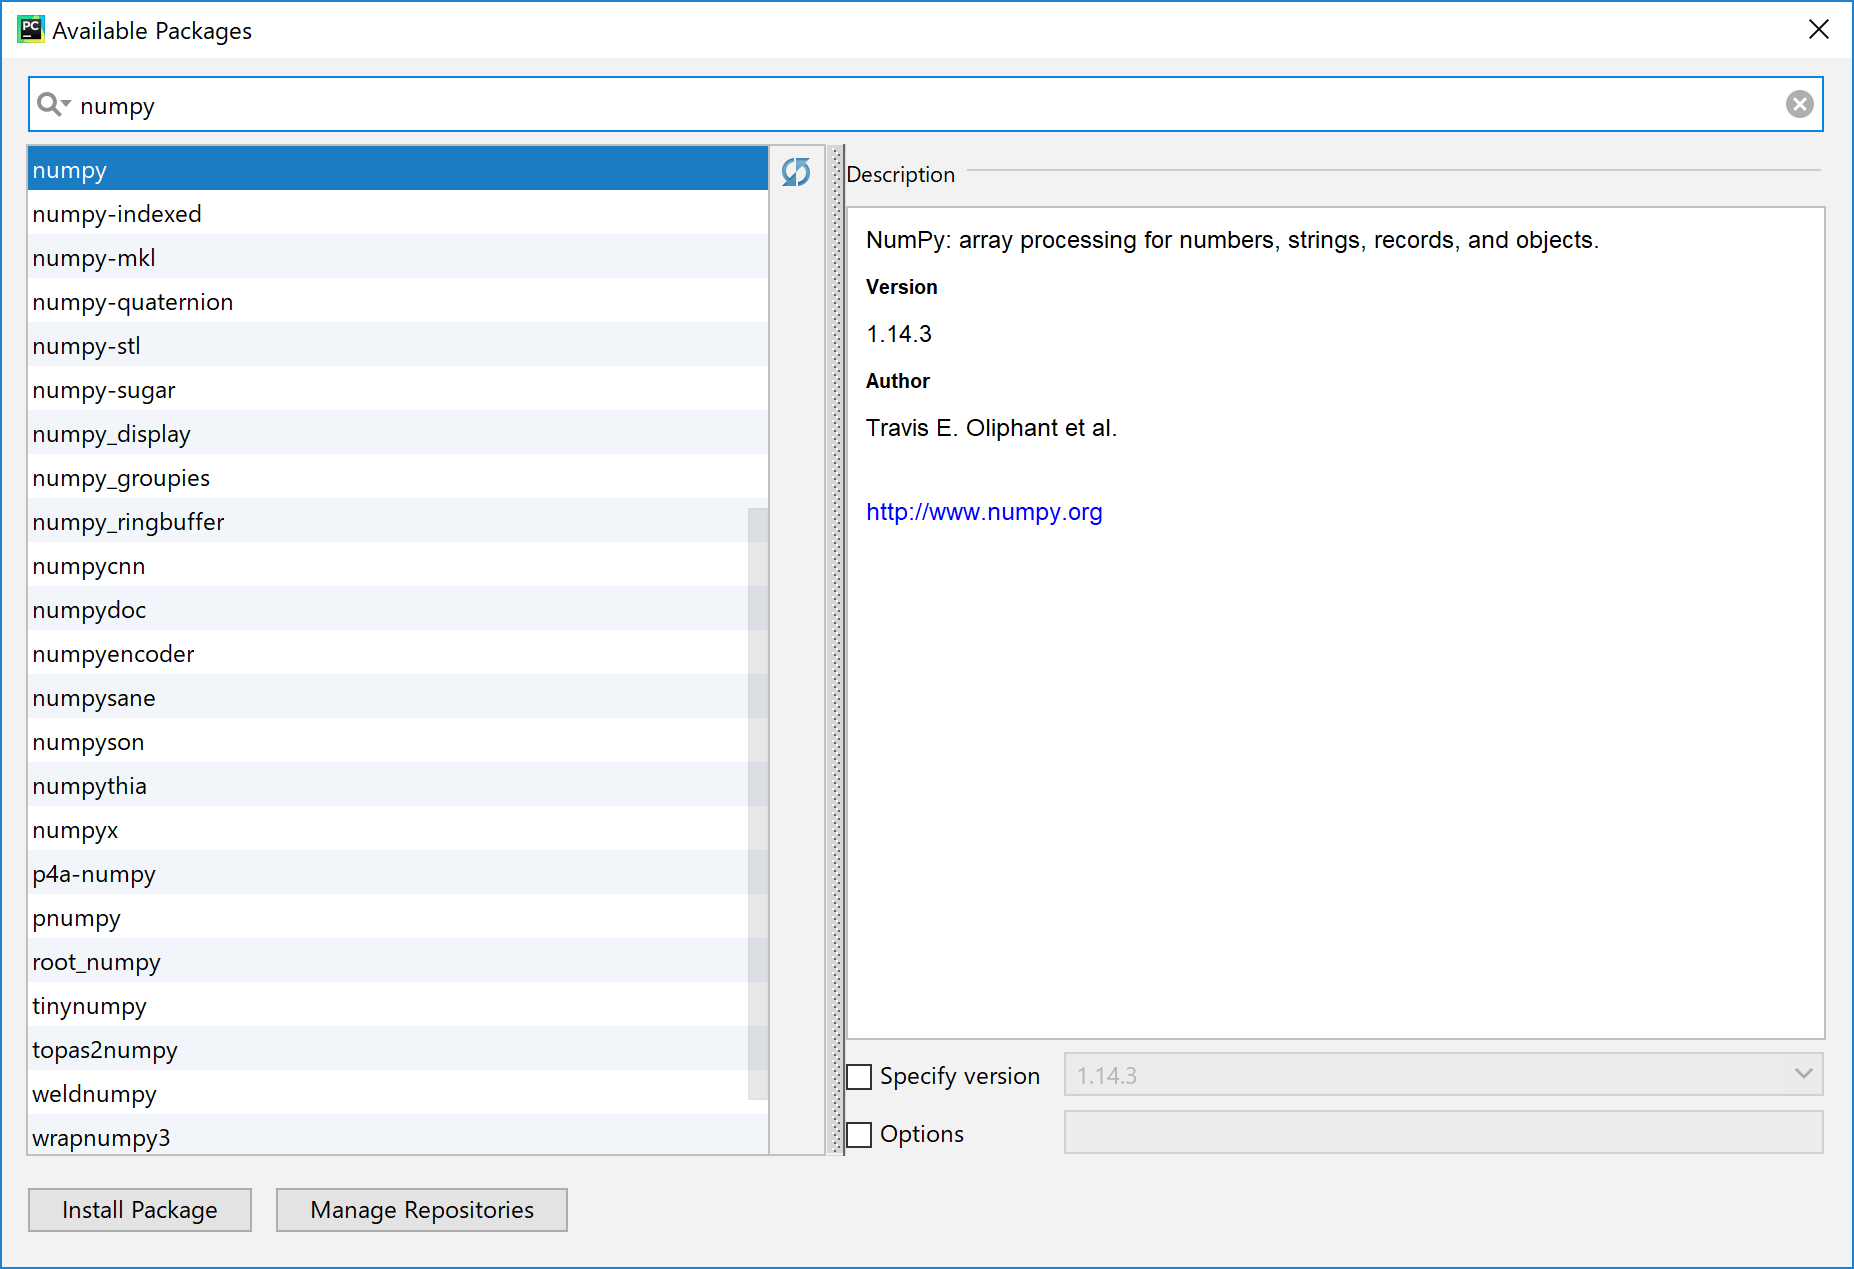 PC
Available Packages
numpy
numpy
numpy-indexed
numpy-mkl
numpy-quaternion
numpy-stl
numpy-sugar
numpy_display
numpy_groupies
numpy_ringbuffer
numpycnn
numpydoc
numpyencoder
numpysane
numpyson
numpythia
numpyx
p4a-numpy
pnumpy
root_numpy
tinynumpy
topas2numpy
weldnumpy
wrapnumpy3
Description
NumPy: array processing for numbers, strings, records, and objects.
Version
1.14.3
Author
Travis E. Oliphant et al.
http://www.numpy.org
Specify version 1.14.3
Options
Install Package Manage Repositories